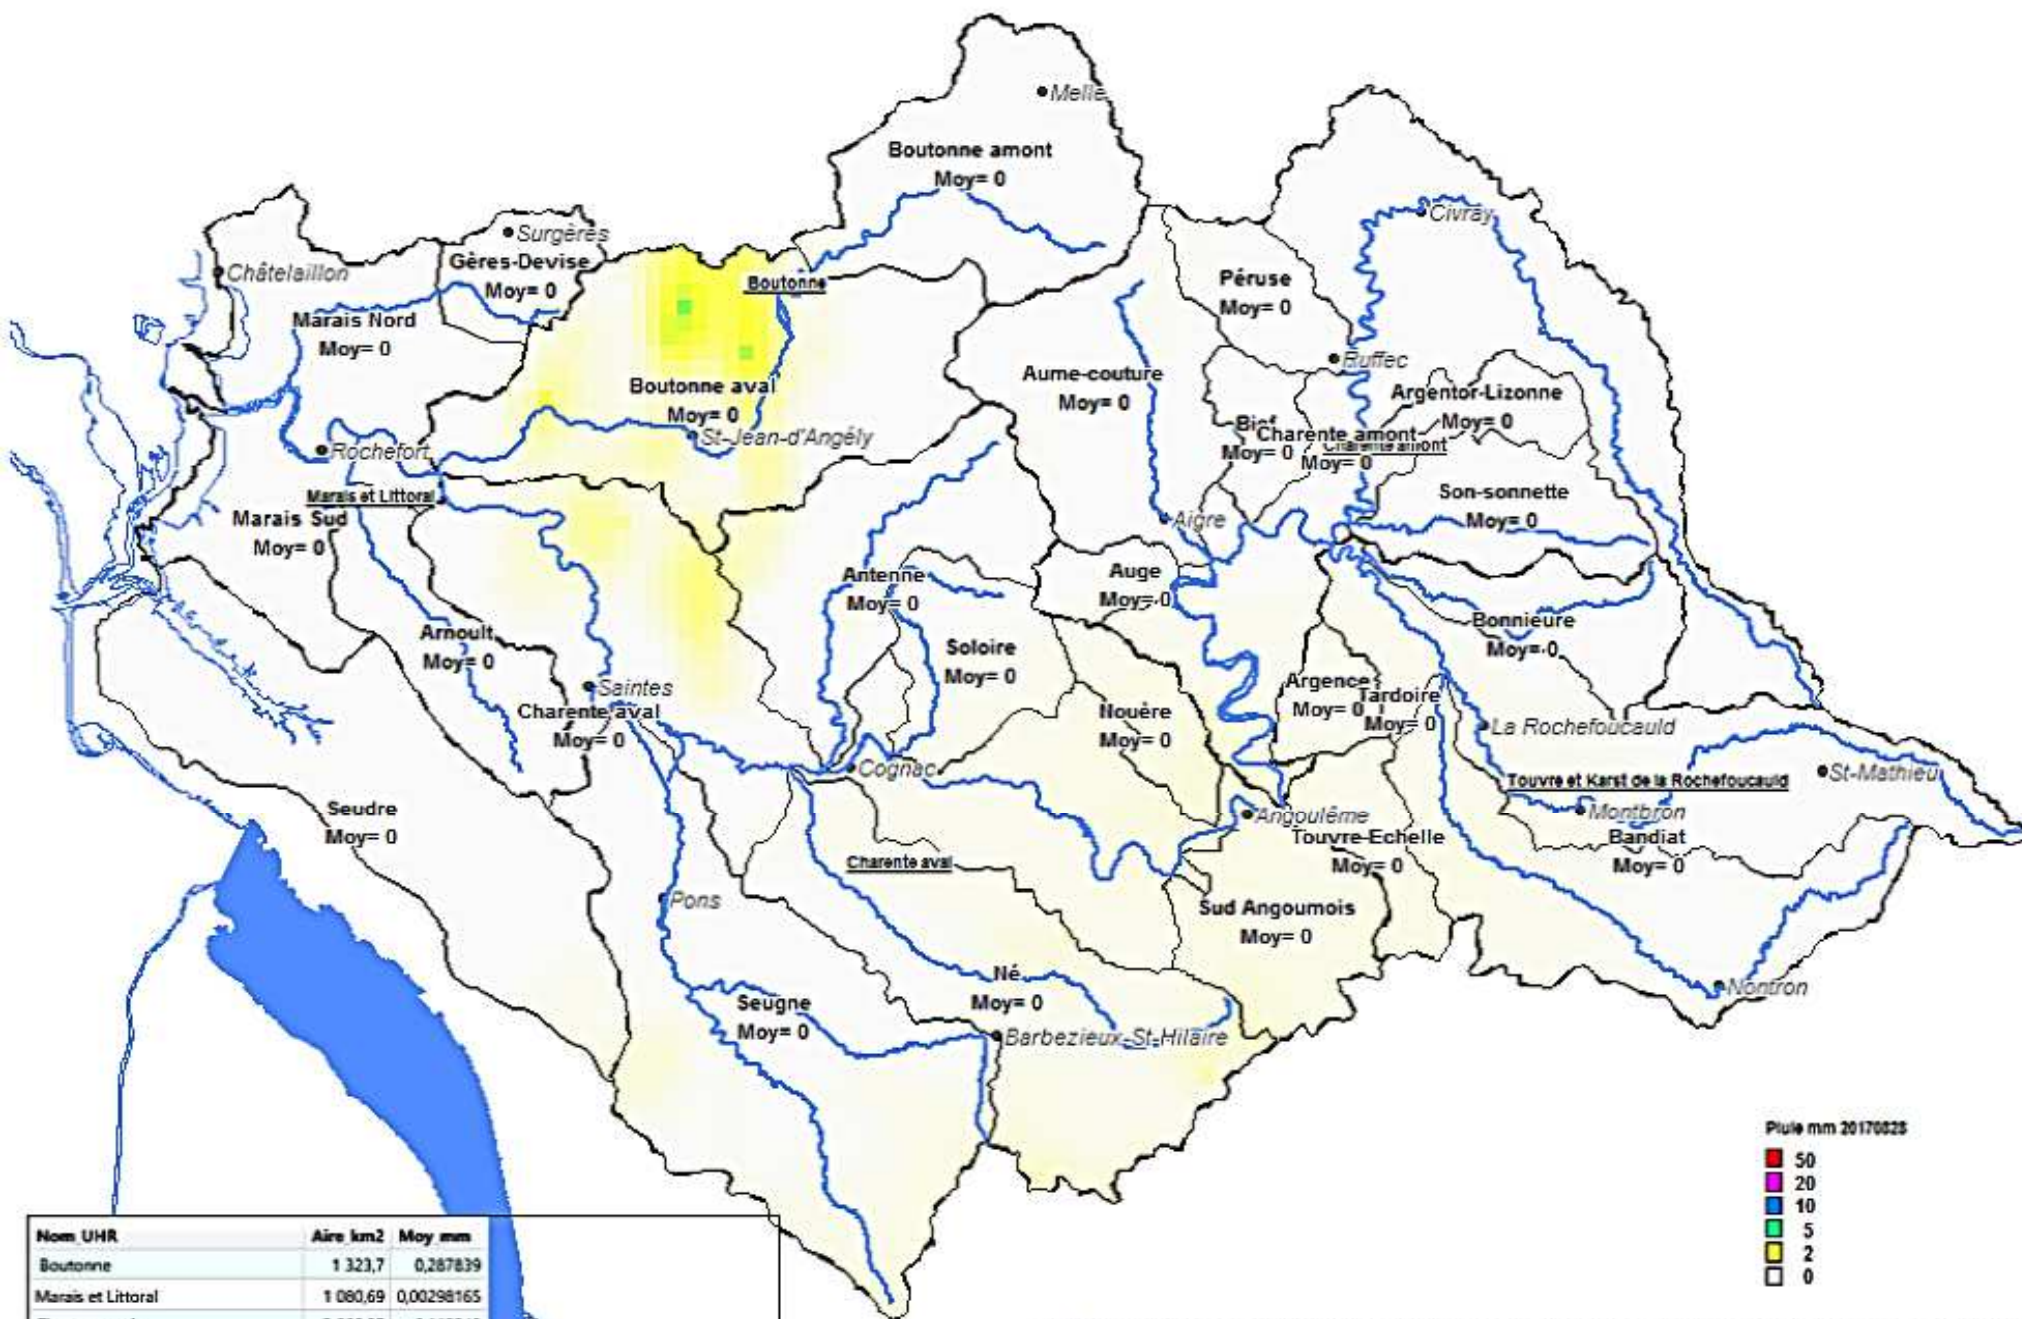 Melle
Boutonne amont
Moy= 0
Civray
Surgères
Châtelaillon
Gères-Devise
Moy= 0
Boutonne
Péruse
Moy= 0
Marais Nord
Moy= 0
Ruffec
Aume-couture
Moy= 0
Boutonne aval
Moy= 0
Argentor-Lizonne
Moy= 0
St-Jean-d'Angély
Bief
Moy= 0
Charente amont
Charente amont
Moy= 0
Rochefort
Marais et Littoral
Marais Sud
Moy= 0
Son-sonnette
Moy= 0
Aigre
Antenne
Moy= 0
Auge
Moy= 0
Bonnieure
Moy= 0
Arnoult
Moy= 0
Soloire
Moy= 0
Saintes
Argence
Moy= 0
Tardoire
Moy= 0
Charente aval
Moy= 0
Nouère
Moy= 0
La Rochefoucauld
Cognac
Touvre et Karst de la Rochefoucauld
St-Mathieu
Seudre
Moy= 0
Angoulême
Montbron
Touvre-Echelle
Moy= 0
Bandiat
Moy= 0
Charente aval
Pons
Sud Angoumois
Moy= 0
Né
Moy= 0
Seugne
Moy= 0
Nontron
Barbezieux-St-Hilaire
Pluie mm 20170828
50
20
10
5
2
0
Nom_UHR Aire_km2 Moy_mm
Boutonne 1 323,7 0,287839
Marais et Littoral 1 080,69 0,00298165